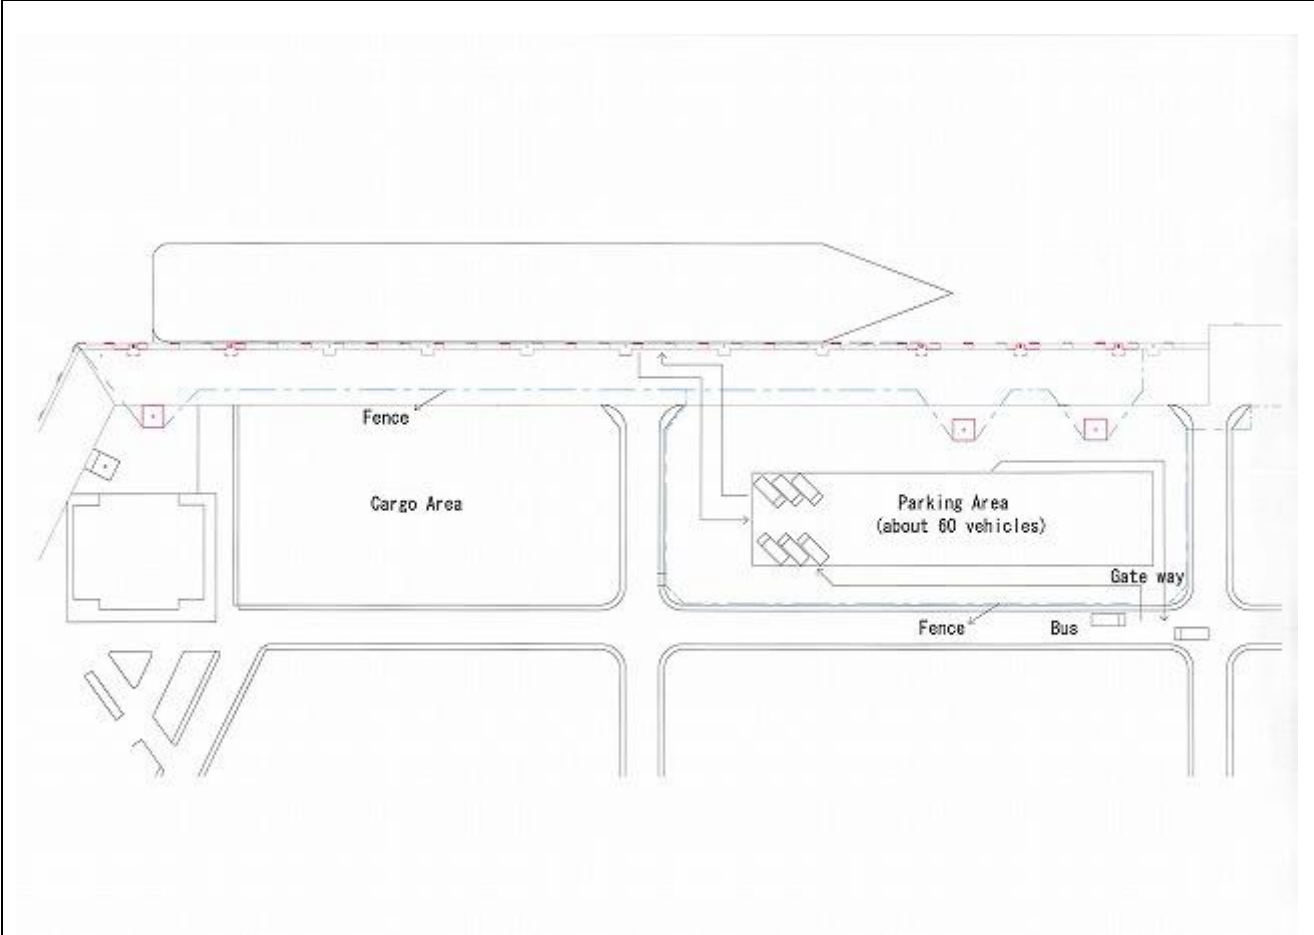 Fence
Cargo Area
Parking Area
(about 60 vehicles)
Gate way
Fence
Bus